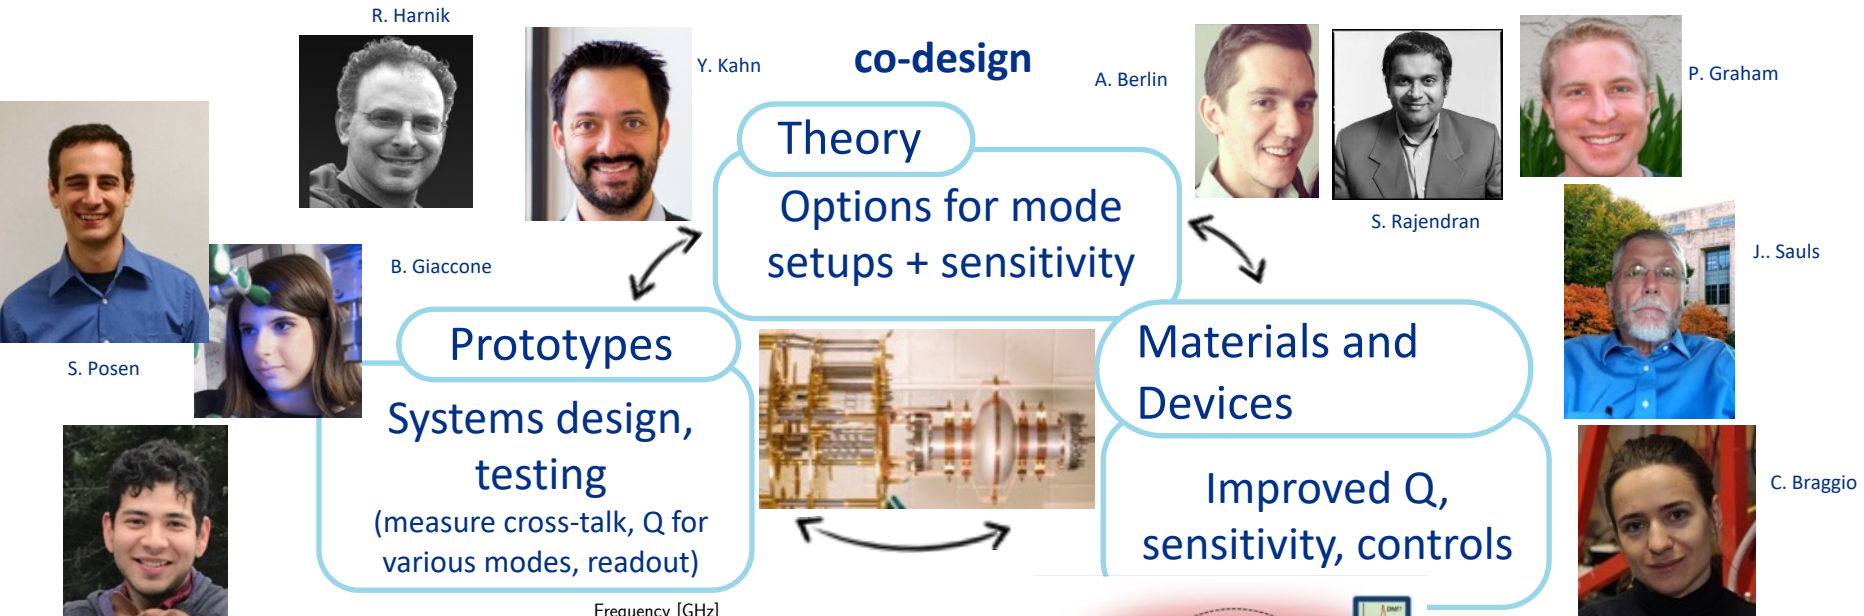 R. Harnik
Y. Kahn
co-design
A. Berlin
P. Graham
Theory
Options for mode
setups + sensitivity
S. Rajendran
J.. Sauls
B. Giaccone
S. Posen
Prototypes
Systems design,
testing
(measure cross-talk, Q for
various modes, readout)
Materials and
Devices
Improved Q,
sensitivity, controls
C. Braggio
Frequency [GHz]